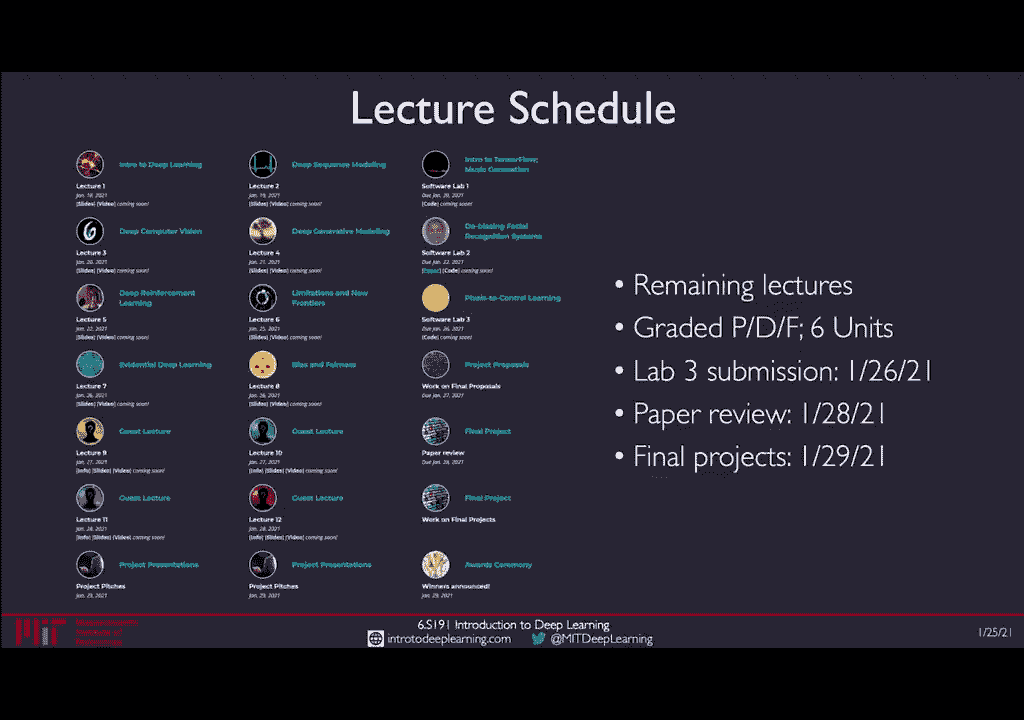 Lecture Schedule
Intro to Deep Learning
Lecture 1
Jan. 18, 2021
[Slides] [Video] coming soon!
Deep Sequence Modeling
Lecture 2
Jan. 19, 2021
[Slides] [Video] coming soon!
Intro to TensorFlow;
Music Generation
Software Lab 1
Due Jan. 20, 2021
[Code] coming soon!
Deep Computer Vision
Lecture 3
Jan. 20, 2021
[Slides] [Video] coming soon!
Deep Generative Modeling
Lecture 4
Jan. 21, 2021
[Slides] [Video] coming soon!
De-biasing Facial
Recognition Systems
Software Lab 2
Due Jan. 22, 2021
[Paper] [Code] coming soon!
Deep Reinforcement
Learning
Lecture 5
Jan. 22, 2021
[Slides] [Video] coming soon!
Limitations and New
Frontiers
Lecture 6
Jan. 25, 2021
[Slides] [Video] coming soon!
Pixels-to-Control Learning
Software Lab 3
Due Jan. 26, 2021
[Code] coming soon!
Evidential Deep Learning
Lecture 7
Jan. 26, 2021
[Slides] [Video] coming soon!
Bias and Fairness
Lecture 8
Jan. 26, 2021
[Slides] [Video] coming soon!
Project Proposals
Work on Final Proposals
Due Jan. 27, 2021
Guest Lecture
Lecture 9
Jan. 27, 2021
[Info] [Slides] [Video] coming soon!
Guest Lecture
Lecture 10
Jan. 27, 2021
[Info] [Slides] [Video] coming soon!
Final Project
Paper review
Due Jan. 28, 2021
Guest Lecture
Lecture 11
Jan. 28, 2021
[Info] [Slides] [Video] coming soon!
Guest Lecture
Lecture 12
Jan. 28, 2021
[Info] [Slides] [Video] coming soon!
Final Project
Work on Final Projects
Project Presentations
Project Pitches
Jan. 29, 2021
Project Presentations
Project Pitches
Jan. 29, 2021
Awards Ceremony
Winners announced!
Jan. 29, 2021
• Remaining lectures
• Graded P/D/F; 6 Units
• Lab 3 submission: 1/26/21
• Paper review: 1/28/21
• Final projects: 1/29/21
MIT
Massachusetts
Institute of
Technology
6.S191 Introduction to Deep Learning
introtodeeplearning.com
@MITDeepLearning
1/25/21